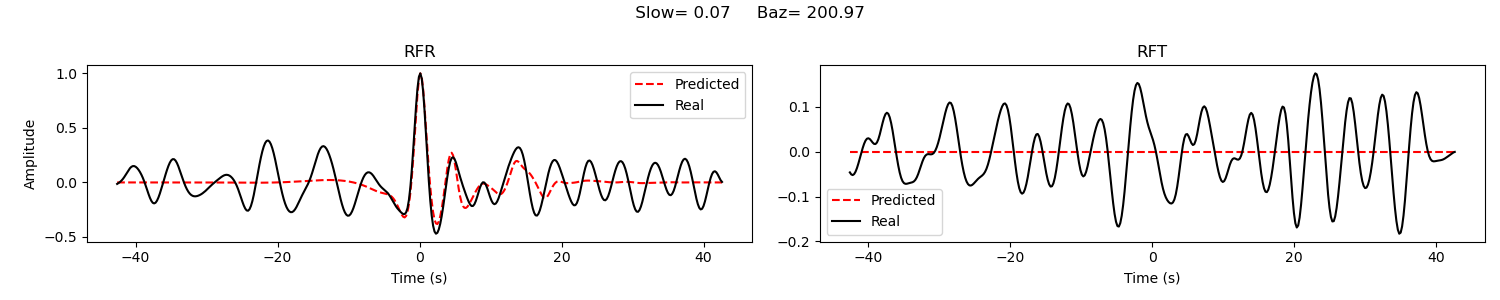 Slow= 0.07 Baz= 200.97
RFR
RFT
Amplitude
1.0
0.5
0.0
−0.5
Predicted
Real
−40
−20
0
20
40
Time (s)
0.1
0.0
−0.1
−0.2
Predicted
Real
−40
−20
0
20
40
Time (s)